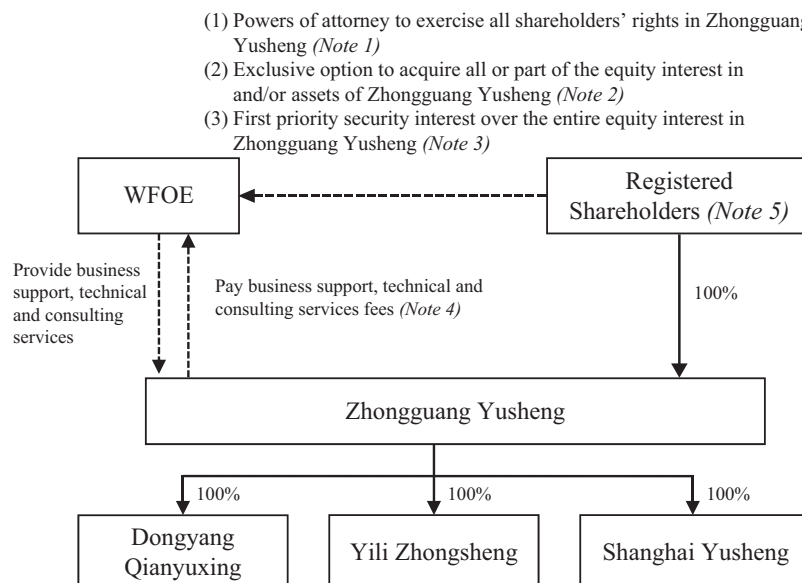 (1) Powers of attorney to exercise all shareholders’ rights in Zhongguang
Yusheng (Note 1)
(2) Exclusive option to acquire all or part of the equity interest in
and/or assets of Zhongguang Yusheng (Note 2)
(3) First priority security interest over the entire equity interest in
Zhongguang Yusheng (Note 3)
WFOE
Registered
Shareholders (Note 5)
Provide business
support, technical
and consulting
services
Pay business support, technical and
consulting services fees (Note 4)
100%
Zhongguang Yusheng
100%
100%
100%
Dongyang
Qianyuxing
Yili Zhongsheng
Shanghai Yusheng